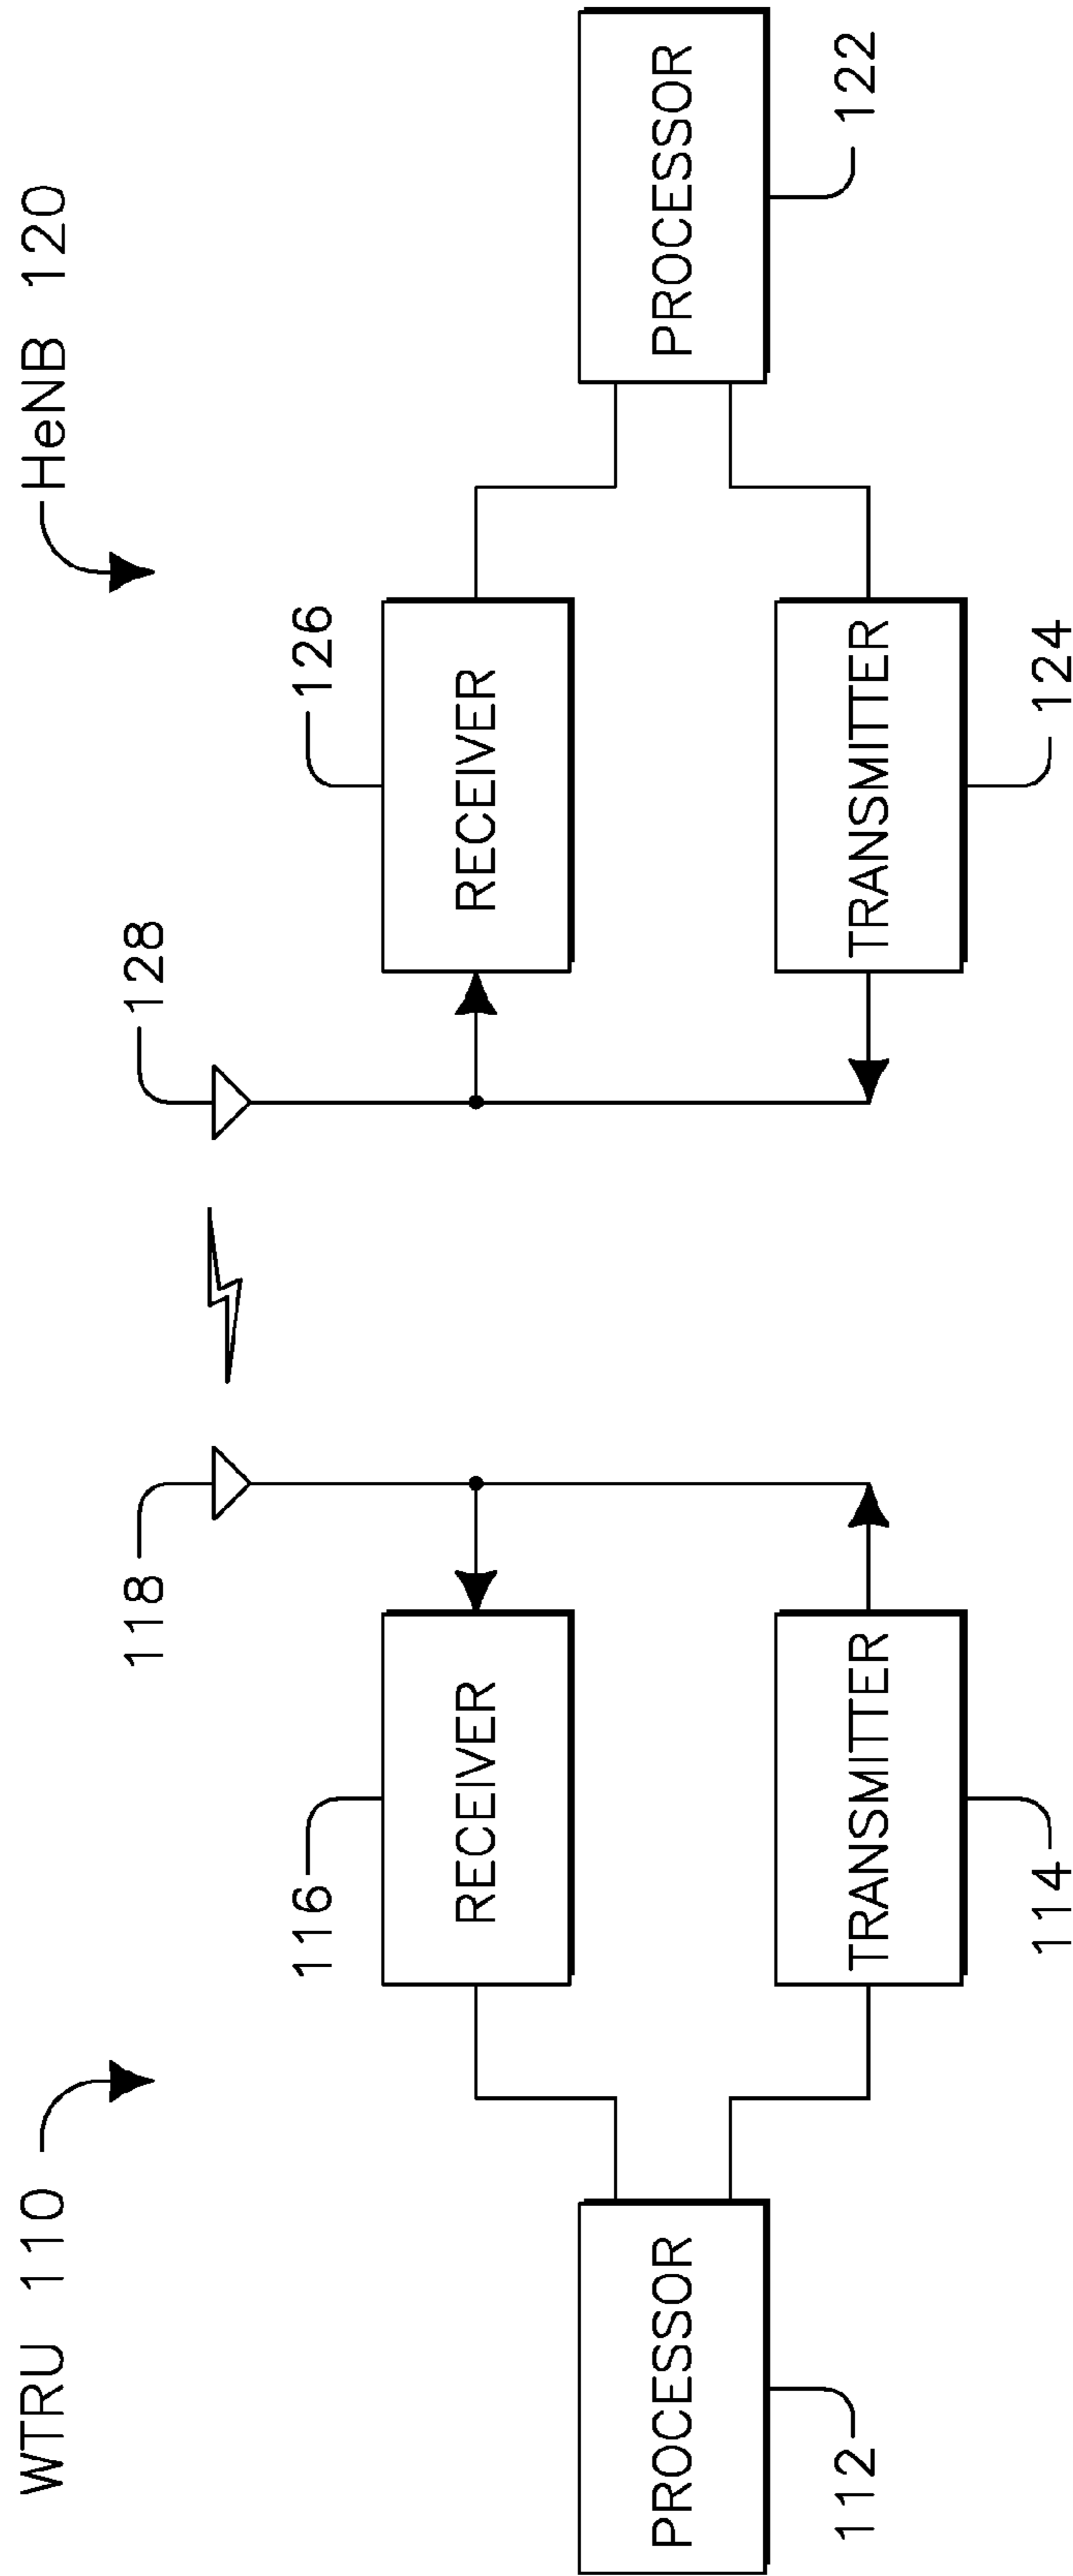 WTRU 110
HeNB 120
118
128
116
126
RECEIVER
RECEIVER
PROCESSOR
PROCESSOR
112
122
TRANSMITTER
TRANSMITTER
114
124